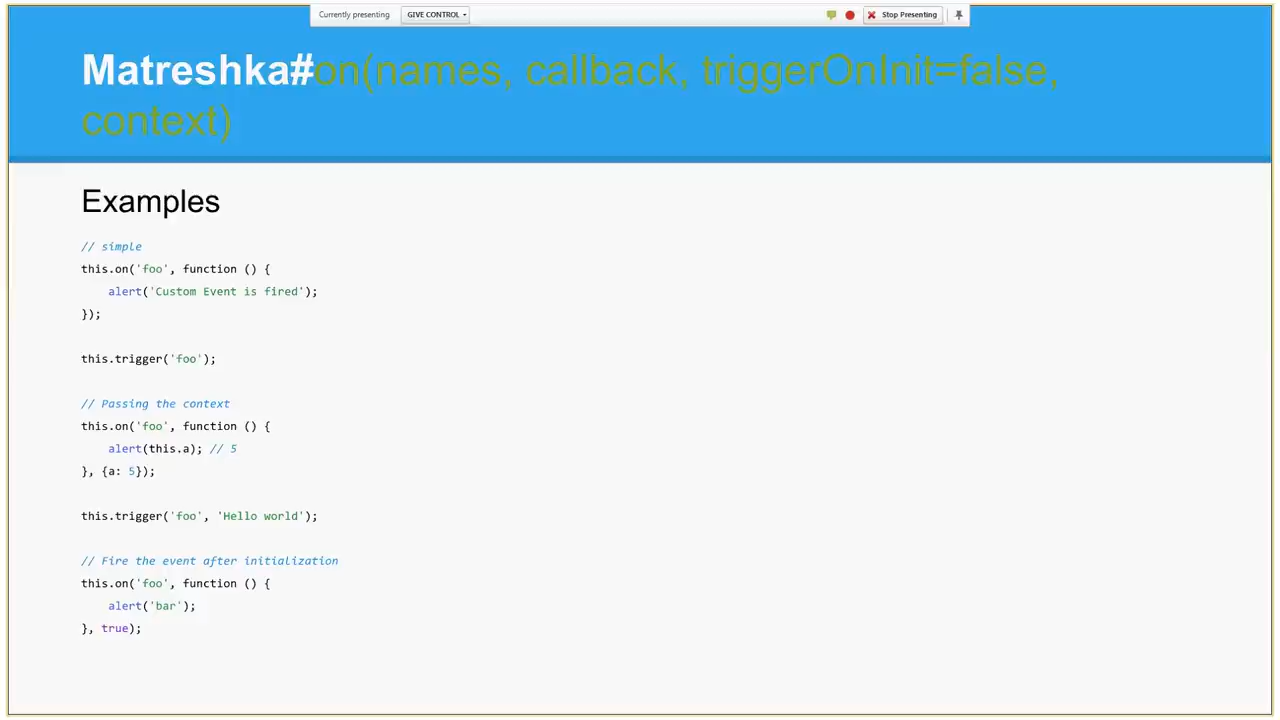 Currently presenting GIVE CONTROL Stop Presenting
Matreshka#on(names, callback, triggerOnInit=false,
context)
Examples
// simple
this.on('foo', function () {
alert('Custom Event is fired');
});
this.trigger('foo');
// Passing the context
this.on('foo', function () {
alert(this.a); // 5
}, {a: 5});
this.trigger('foo', 'Hello world');
// Fire the event after initialization
this.on('foo', function () {
alert('bar');
}, true);